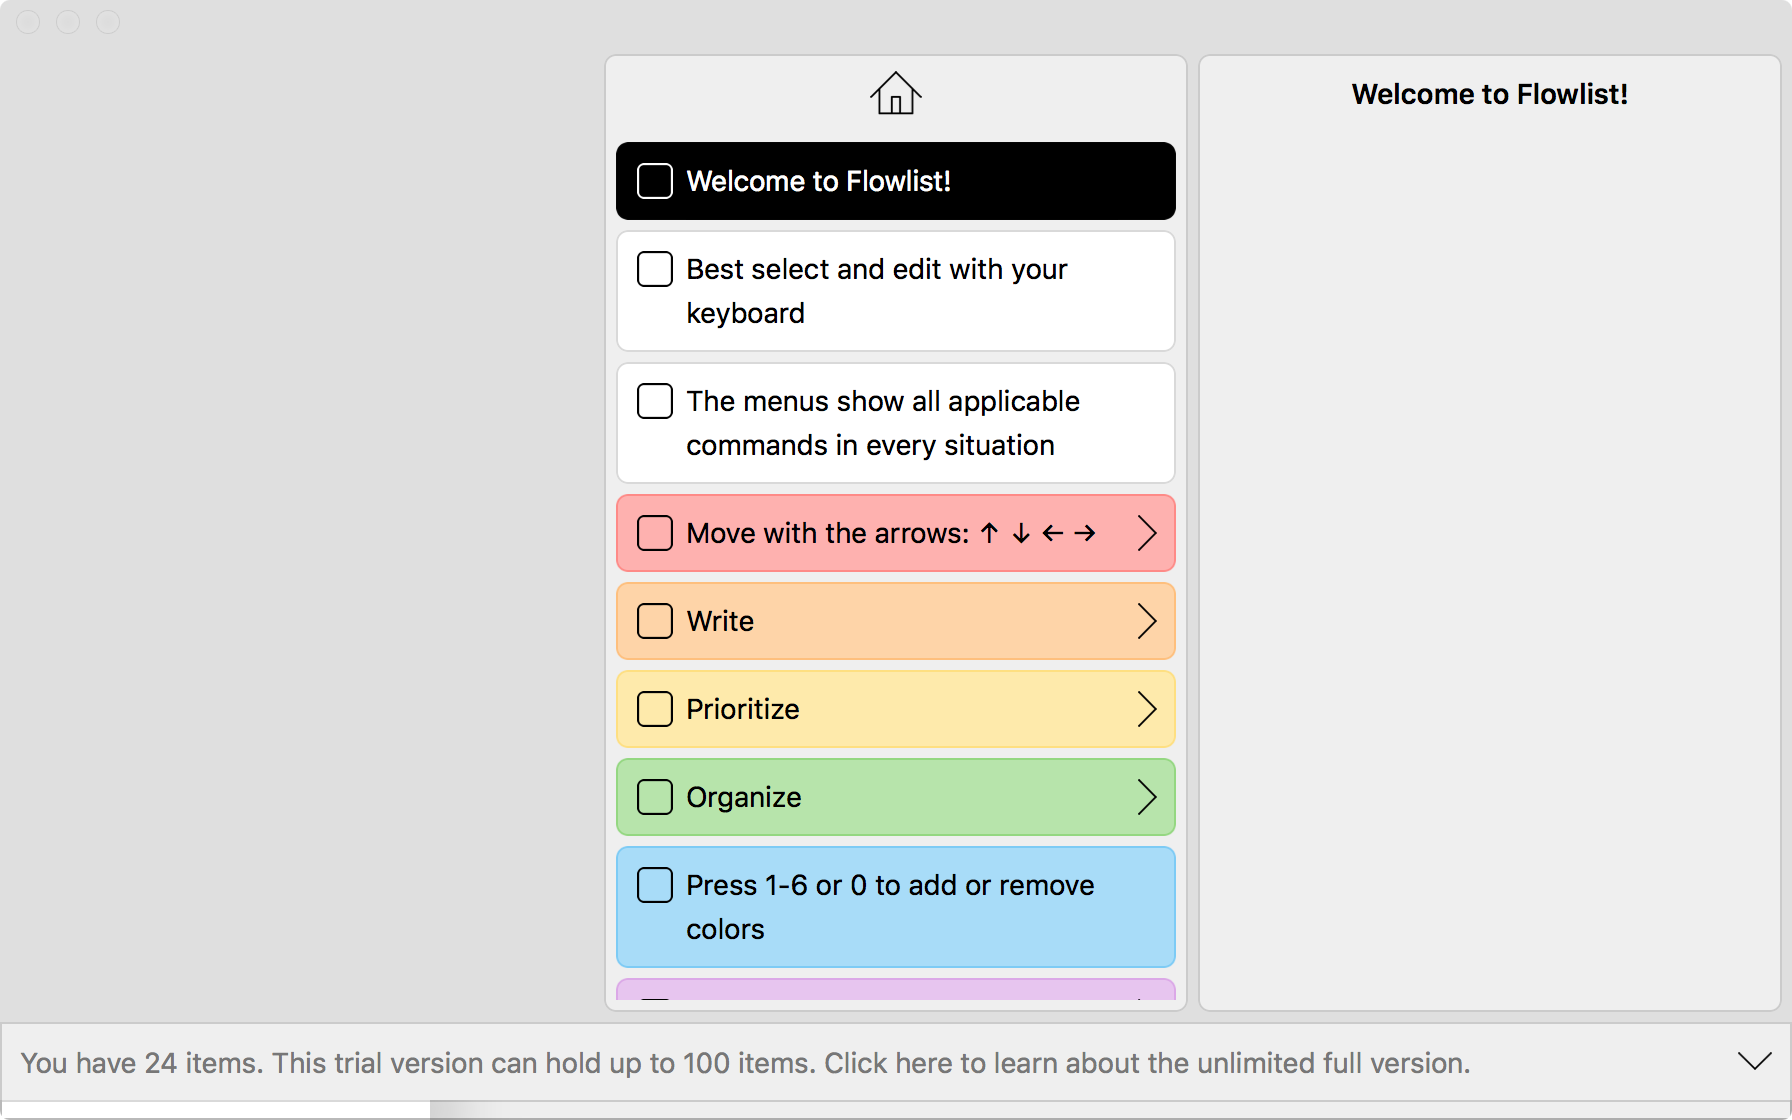 Welcome to Flowlist!
Best select and edit with your
keyboard
The menus show all applicable
commands in every situation
Move with the arrows: ↑ ↓ ← →
Write
Prioritize
Organize
Press 1-6 or 0 to add or remove
colors
Welcome to Flowlist!
You have 24 items. This trial version can hold up to 100 items. Click here to learn about the unlimited full version.